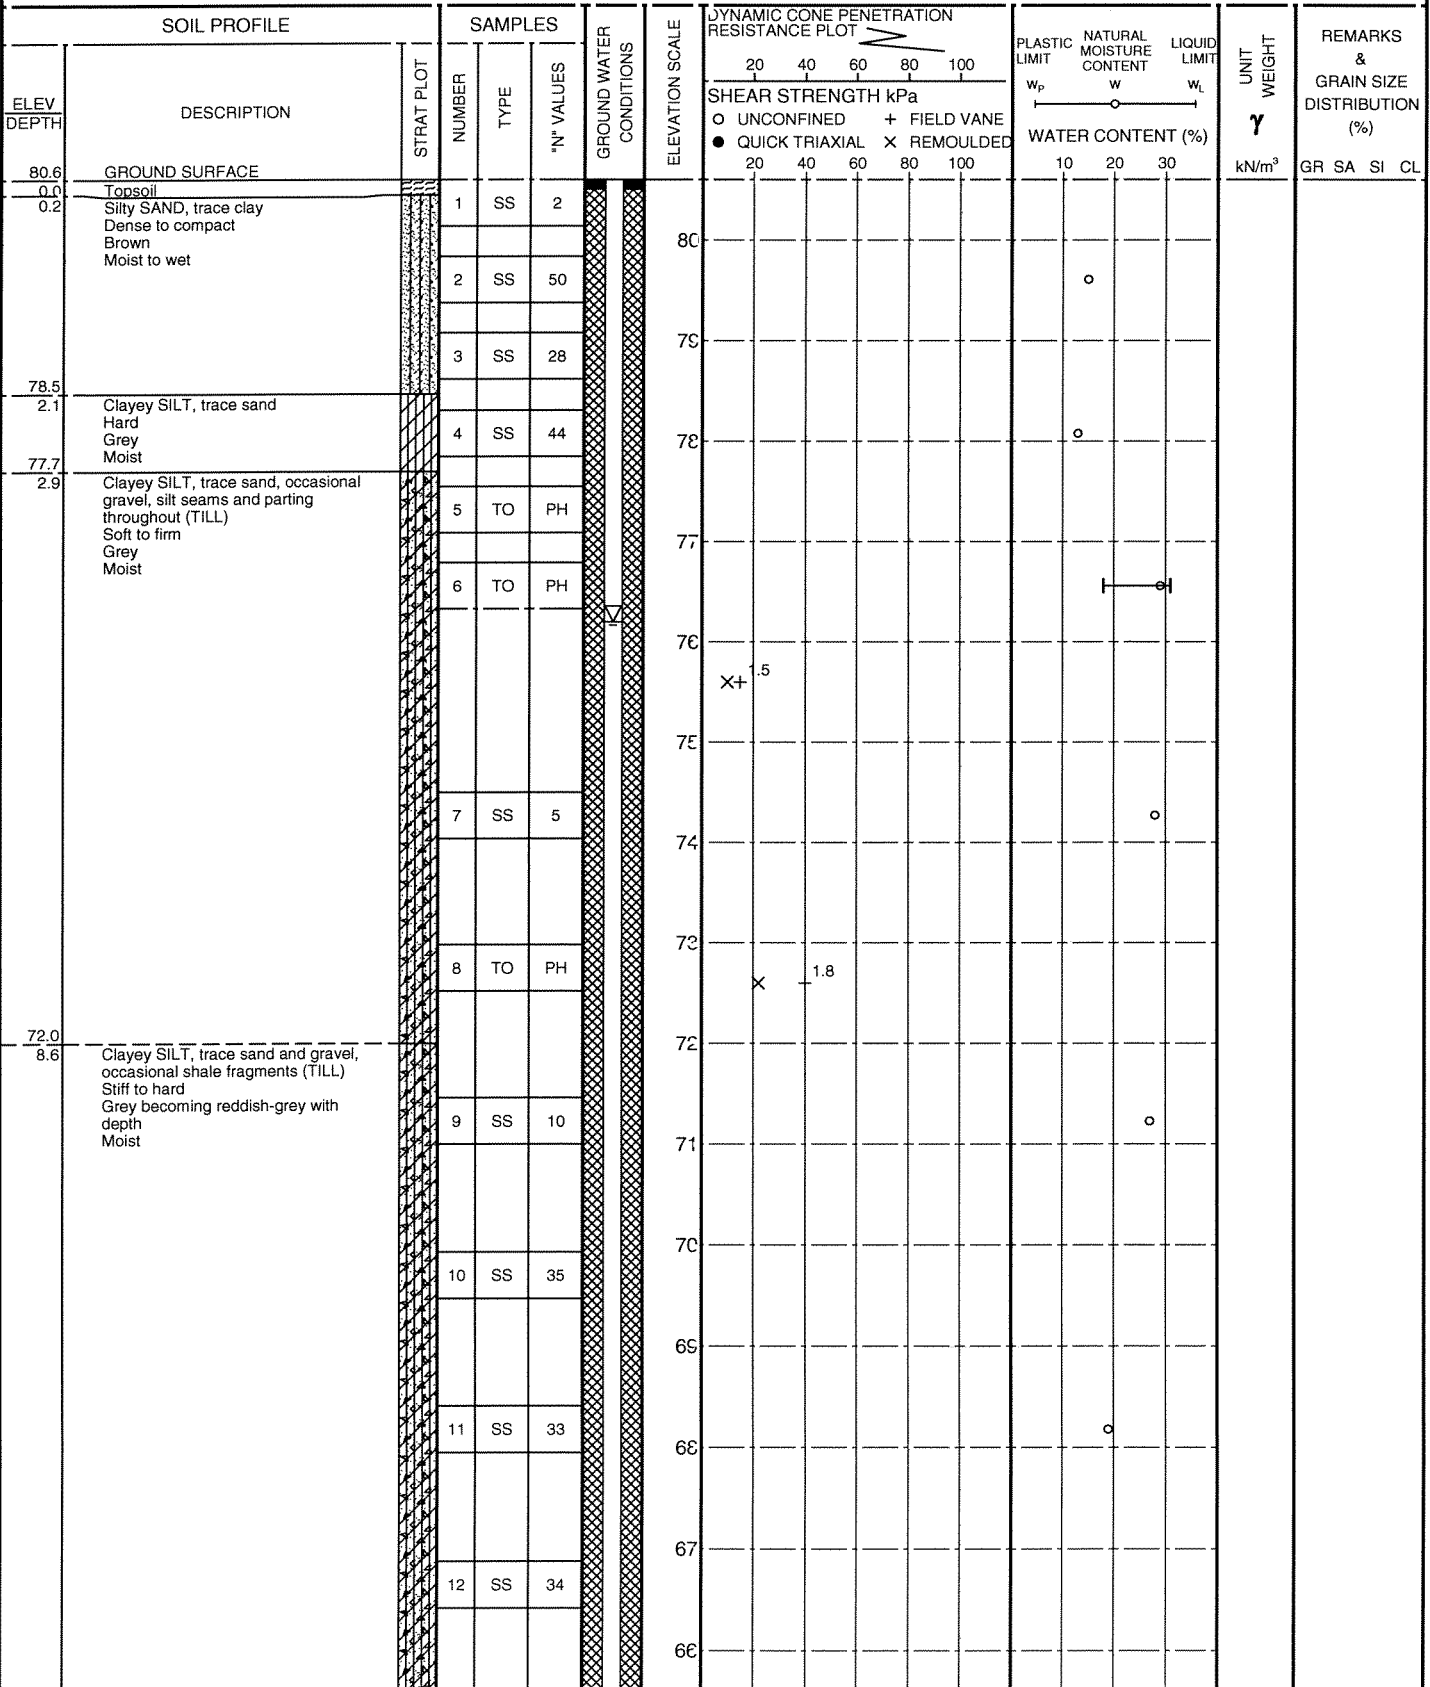 SOIL PROFILE
SAMPLES
ELEV
DEPTH
DESCRIPTION
STRAT PLOT
NUMBER
TYPE
"N" VALUES
GROUND WATER
CONDITIONS
ELEVATION SCALE
DYNAMIC CONE PENETRATION
RESISTANCE PLOT
20 40 60 80 100
SHEAR STRENGTH kPa
UNCONFINED + FIELD VANE
QUICK TRIAXIAL × REMOULDED
20 40 60 80 100
PLASTIC
LIMIT
NATURAL
MOISTURE
CONTENT
LIQUID
LIMIT
WP W WL
WATER CONTENT (%)
10 20 30
UNIT
WEIGHT
γ
kN/m³
REMARKS
&
GRAIN SIZE
DISTRIBUTION
(%)
GR SA SI CL
80.6 GROUND SURFACE
0.0 Topsoil
0.2 Silty SAND, trace clay
Dense to compact
Brown
Moist to wet
1 SS 2
80
2 SS 50
79
3 SS 28
78.5
2.1 Clayey SILT, trace sand
Hard
Grey
Moist
4 SS 44
78
77.7
2.9 Clayey SILT, trace sand, occasional
gravel, silt seams and parting
throughout (TILL)
Soft to firm
Grey
Moist
5 TO PH
77
6 TO PH
76
1.5
75
7 SS 5
74
73
8 TO PH
1.8
72.0
72
8.6 Clayey SILT, trace sand and gravel,
occasional shale fragments (TILL)
Stiff to hard
Grey becoming reddish-grey with
depth
Moist
9 SS 10
71
70
10 SS 35
69
11 SS 33
68
67
12 SS 34
66